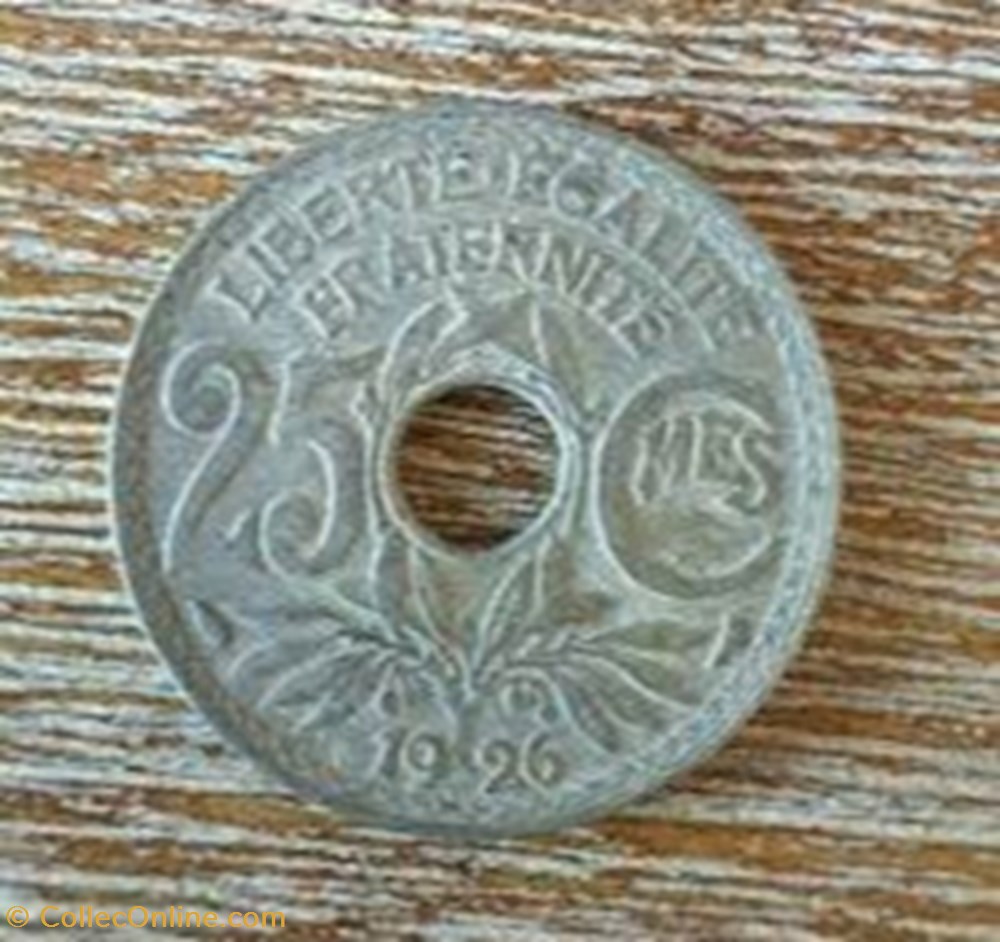 LIBERTE EGALITE
FRATERNITE
25 CMES
1926
© CollecOnline.com